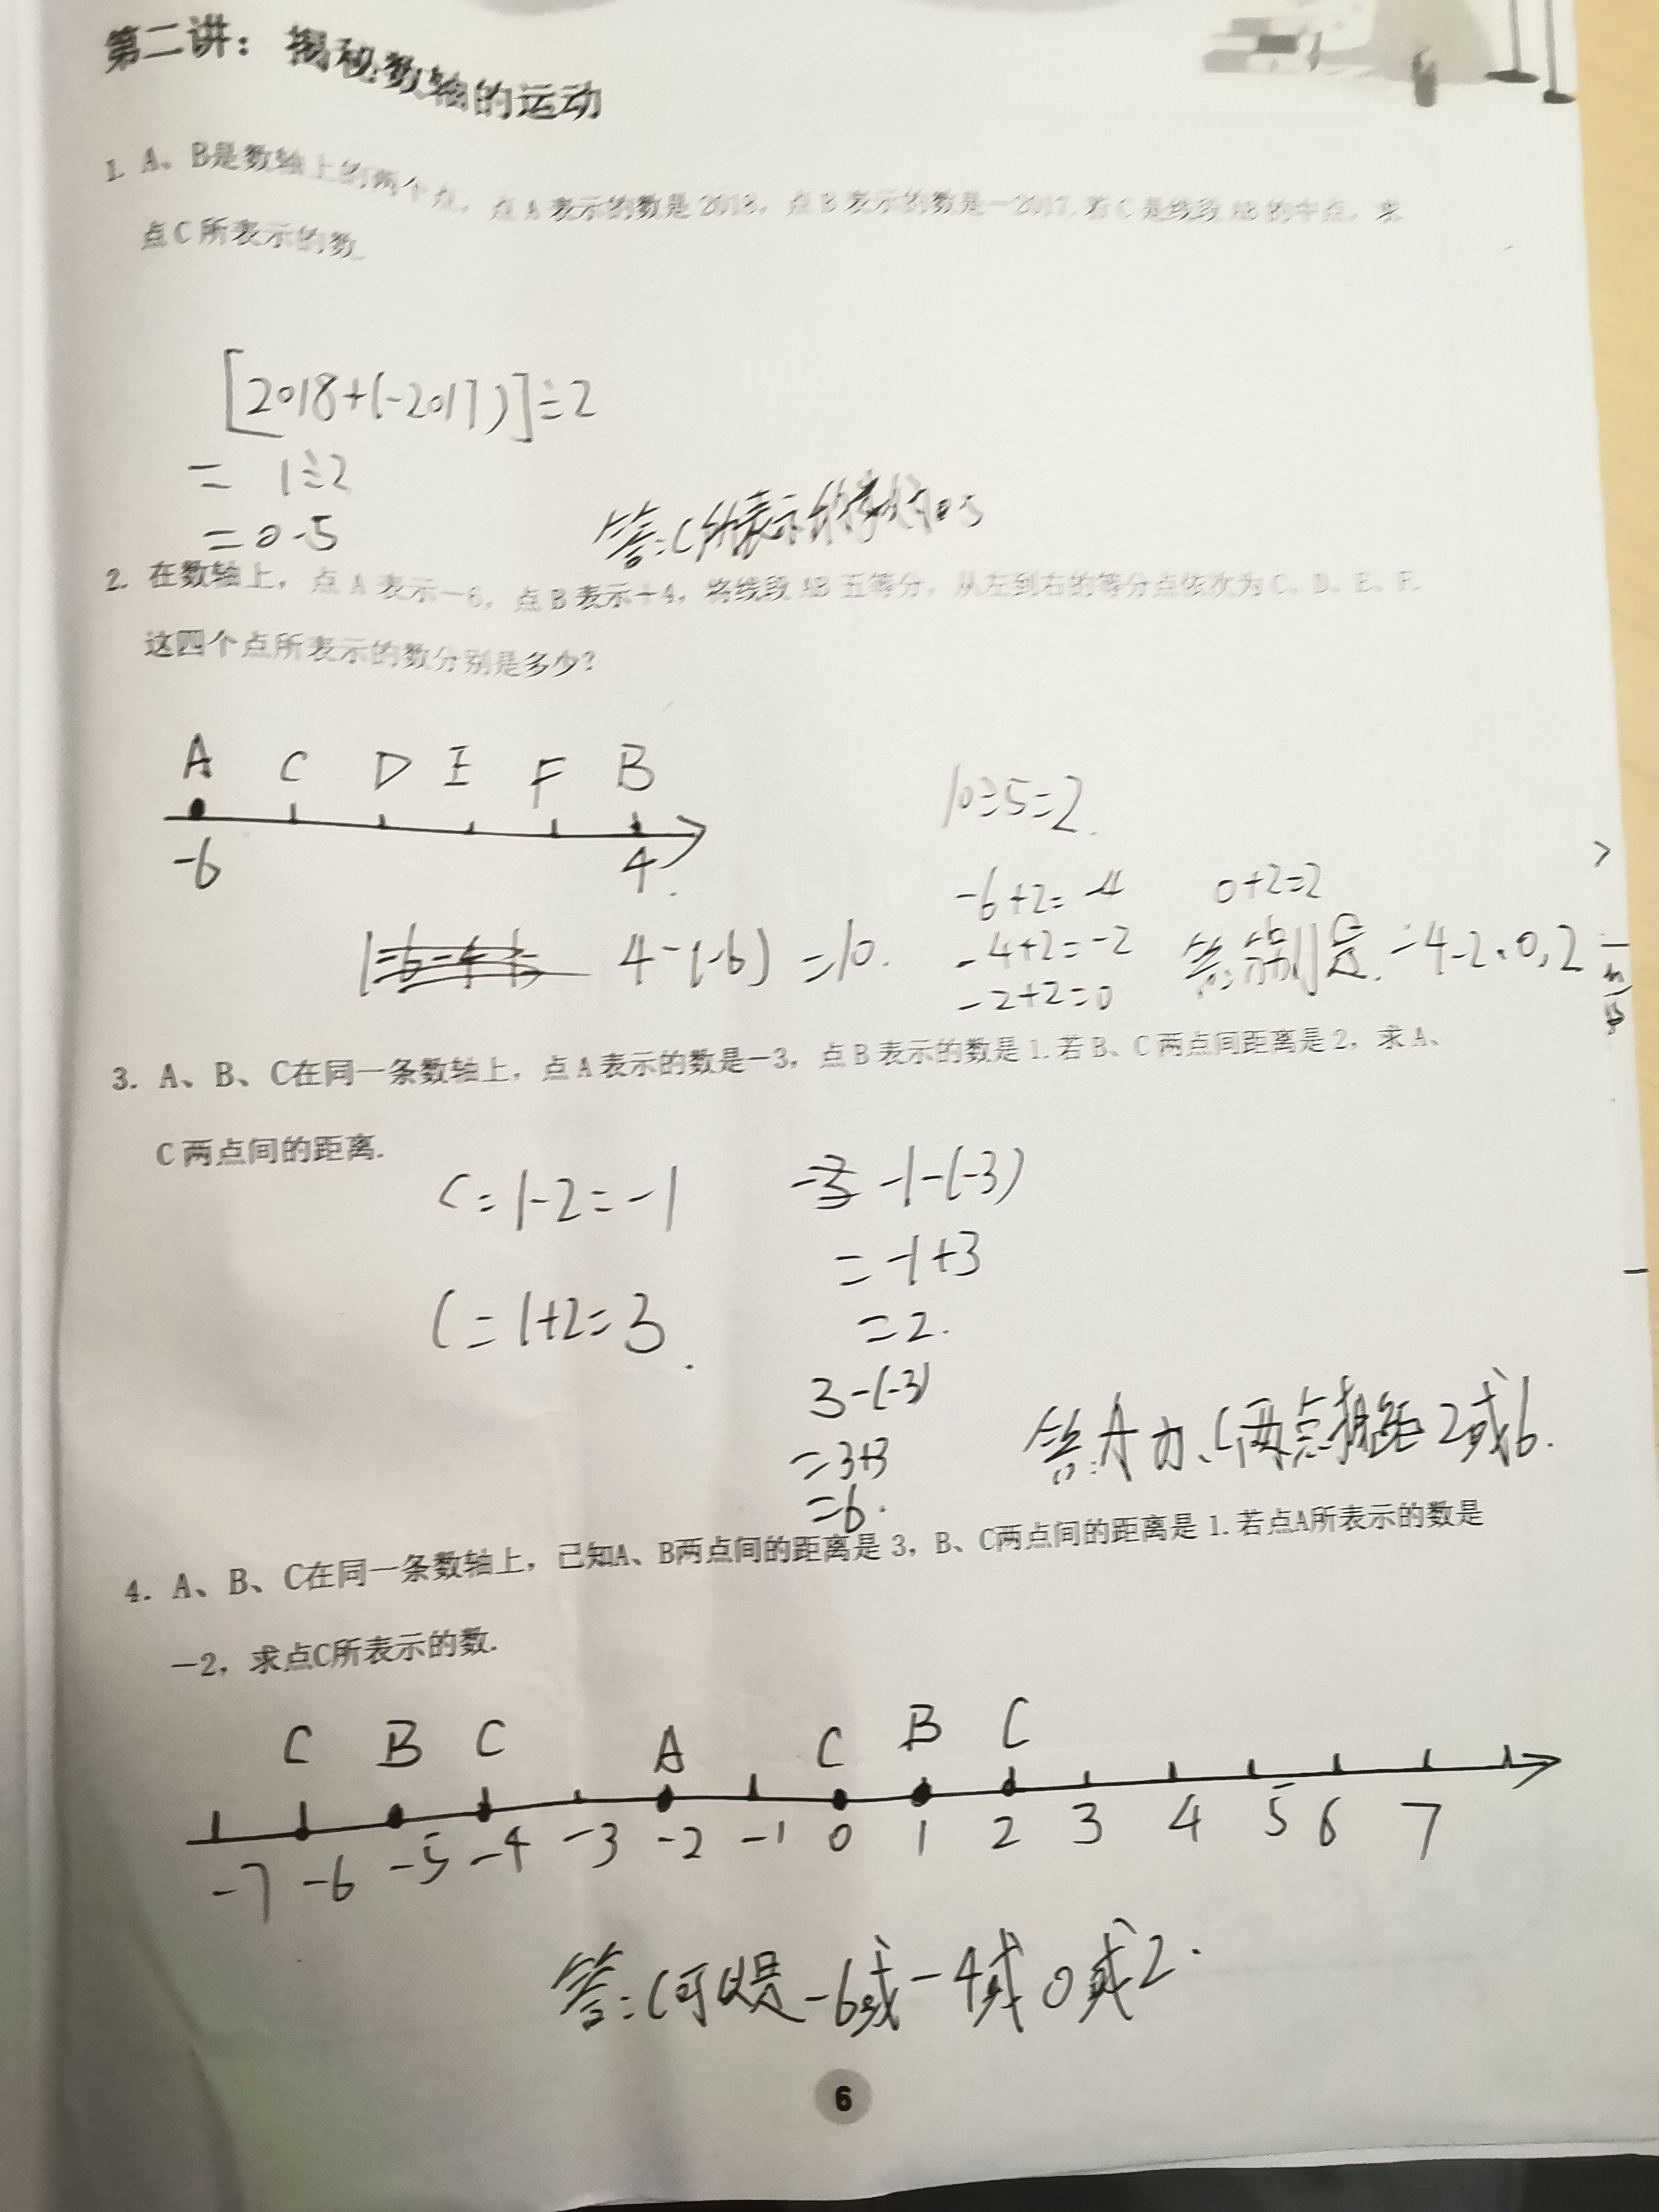 第二讲：揭秘数轴的运动
1. A、B是数轴上的两个点，点A表示的数是2018，点B表示的数是-2017.若C是线段AB的中点，求
点C所表示的数.
[2018+(-2017)]÷2
= 1÷2
=0.5
答:C所表示的数是0.5
2. 在数轴上，点A表示-6，点B表示+4，将线段AB五等分，从左到右的等分点依次为C、D、E、F.
这四个点所表示的数分别是多少？
A C D E F B
-6 4
10÷5=2
-6+2=-4 0+2=2
4-(-6)=10.
-4+2=-2
-2+2=0
答:分别是:-4,-2,0,2
3. A、B、C在同一条数轴上，点A表示的数是-3，点B表示的数是1.若B、C两点间距离是2，求A、
C两点间的距离.
C=1-2=-1
-1-(-3)
=-1+3
=2.
C=1+2=3
3-(-3)
=3+3
=6.
答:A、C两点相距2或6.
4. A、B、C在同一条数轴上，已知A、B两点间的距离是3，B、C两点间的距离是1.若点A所表示的数是
-2，求点C所表示的数.
C B C A C B C
-7 -6 -5 -4 -3 -2 -1 0 1 2 3 4 5 6 7
答:C可以是-6或-4或0或2.
6